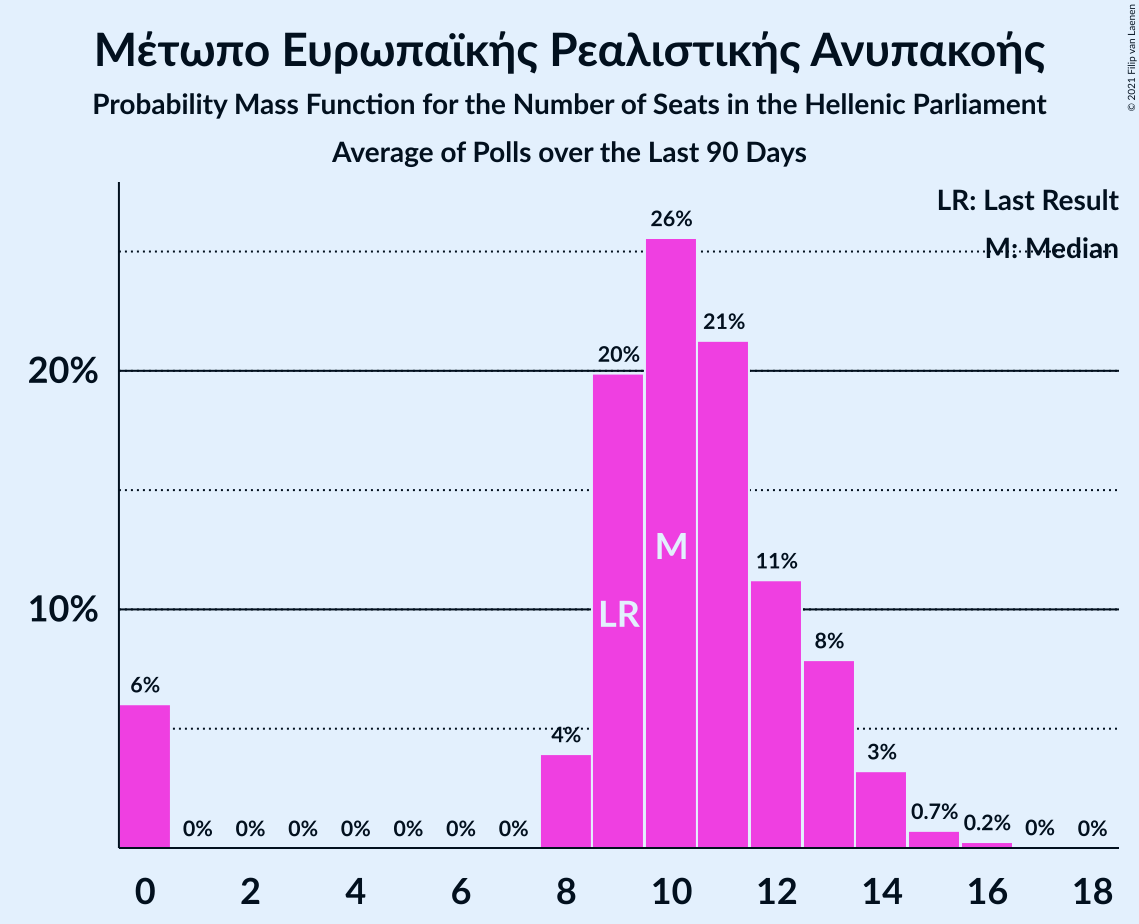 Μέτωπο Ευρωπαϊκής Ρεαλιστικής Ανυπακοής
Probability Mass Function for the Number of Seats in the Hellenic Parliament
Average of Polls over the Last 90 Days
© 2021 Filip van Laenen
LR: Last Result
M: Median
26%
21%
20%
20%
M
11%
10%
LR
8%
6%
4%
3%
0.7%
0.2%
0% 0% 0% 0% 0% 0% 0% 0% 0%
0 2 4 6 8 10 12 14 16 18